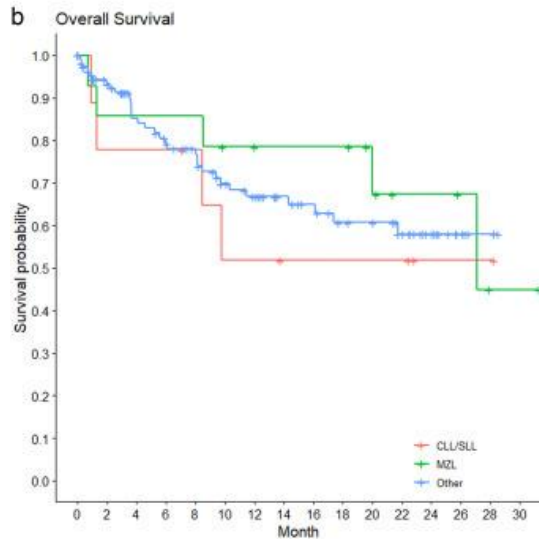 b
Overall Survival
1.0
0.9
0.8
0.7
0.6
0.5
0.4
0.3
0.2
0.1
0.0
Survival probability
CLL/SLL
MZL
Other
0 2 4 6 8 10 12 14 16 18 20 22 24 26 28 30
Month